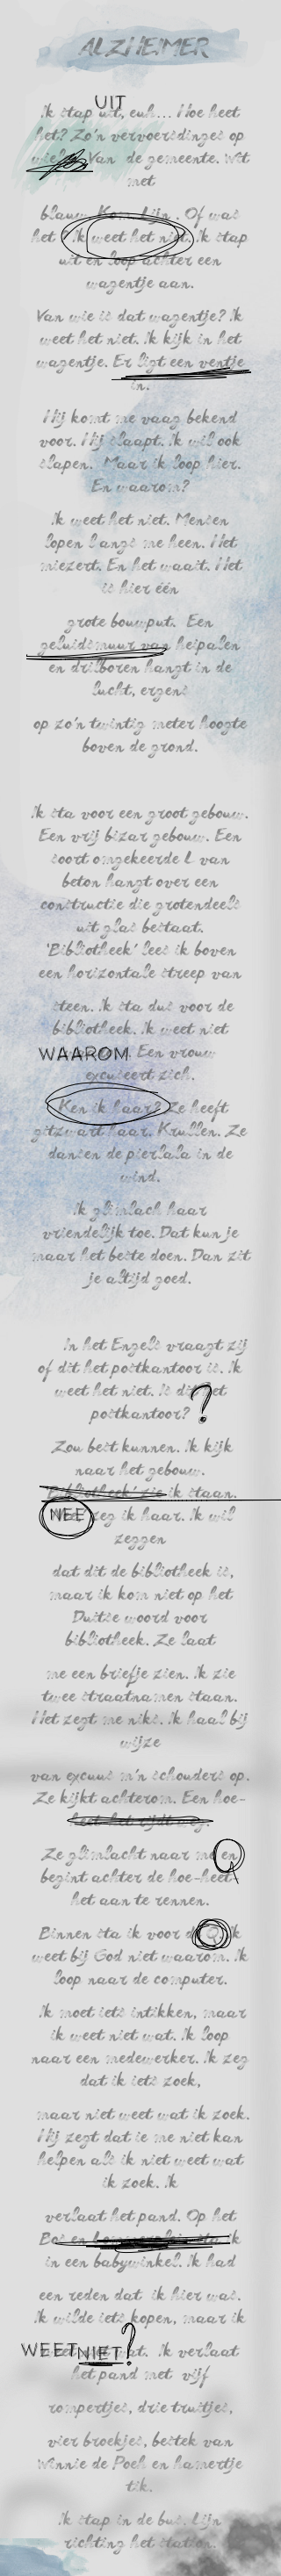 ALZHEIMER
UIT
Ik stap uit, euh... Hoe heet
het? Zo'n vervoersdinges op
Van de gemeente. Wit
met
blauw. Kom Lijn. Of was
het ? Ik weet het niet. Ik stap
uit en loop achter een
wagentje aan.
Van wie is dat wagentje? Ik
weet het niet. Ik kijk in het
wagentje. Er ligt een ventje
in.
Hij komt me vaag bekend
voor. Hij slaapt. Ik wil ook
slapen. Maar ik loop hier.
En waarom?
Ik weet het niet. Mensen
lopen langs me heen. Het
miezert. En het waait. Het
is hier één
grote bouwput. Een
geluidsmuur van heipalen
en drilboren hangt in de
lucht, ergens
op zo'n twintig meter hoogte
boven de grond.
Ik sta voor een groot gebouw.
Een vrij bizar gebouw. Een
soort omgekeerde L van
beton hangt over een
constructie die grotendeels
uit glas bestaat.
'Bibliotheek' lees ik boven
een horizontale streep van
steen. Ik sta dus voor de
bibliotheek. Ik weet niet
WAAROM Een vrouw
excuseert zich.
Ken ik haar? Ze heeft
gitzwart haar. Krullen. Ze
dansen de pierlala in de
wind.
Ik glimlach haar
vriendelijk toe. Dat kun je
maar het beste doen. Dan zit
je altijd goed.
In het Engels vraagt zij
of dit het postkantoor is. Ik
weet het niet. Is dit het
postkantoor? ?
Zou best kunnen. Ik kijk
naar het gebouw.
'Bibliotheek' zie ik staan.
NEE zeg ik haar. Ik wil
zeggen
dat dit de bibliotheek is,
maar ik kom niet op het
Duitse woord voor
bibliotheek. Ze laat
me een briefje zien. Ik zie
twee straatnamen staan.
Het zegt me niks. Ik haal bij
wijze
van excuus m'n schouders op.
Ze kijkt achterom. Een hoe-
heet-het rijdt weg.
Ze glimlacht naar me en
begint achter de hoe-heet-
het aan te rennen.
Binnen sta ik voor de Q. Ik
weet bij God niet waarom. Ik
loop naar de computer.
Ik moet iets intikken, maar
ik weet niet wat. Ik loop
naar een medewerker. Ik zeg
dat ik iets zoek,
maar niet weet wat ik zoek.
Hij zegt dat ie me niet kan
helpen als ik niet weet wat
ik zoek. Ik
verlaat het pand. Op het
Bos en ik
in een babywinkel. Ik had
een reden dat ik hier was.
Ik wilde iets kopen, maar ik
WEET NIET ! wat. Ik verlaat
het pand met vijf
rompertjes, drie truitjes,
vier broekjes, bestek van
Winnie de Poeh en hamertje
tik.
Ik stap in de bus. Lijn
richting het station.